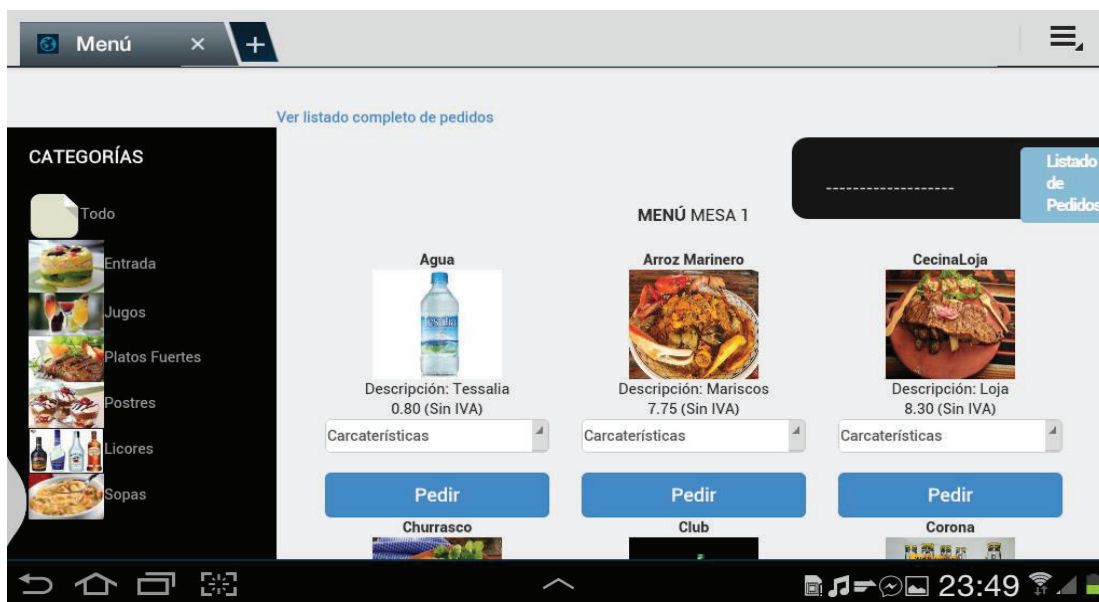 Menú
Ver listado completo de pedidos
CATEGORÍAS
Todo
Entrada
Jugos
Platos Fuertes
Postres
Licores
Sopas
-------------------
Listado
de
Pedidos
MENÚ MESA 1
Agua
Descripción: Tessalia
0.80 (Sin IVA)
Carcaterísticas
Pedir
Arroz Marinero
Descripción: Mariscos
7.75 (Sin IVA)
Carcaterísticas
Pedir
CecinaLoja
Descripción: Loja
8.30 (Sin IVA)
Carcaterísticas
Pedir
Churrasco
Club
Corona
23:49